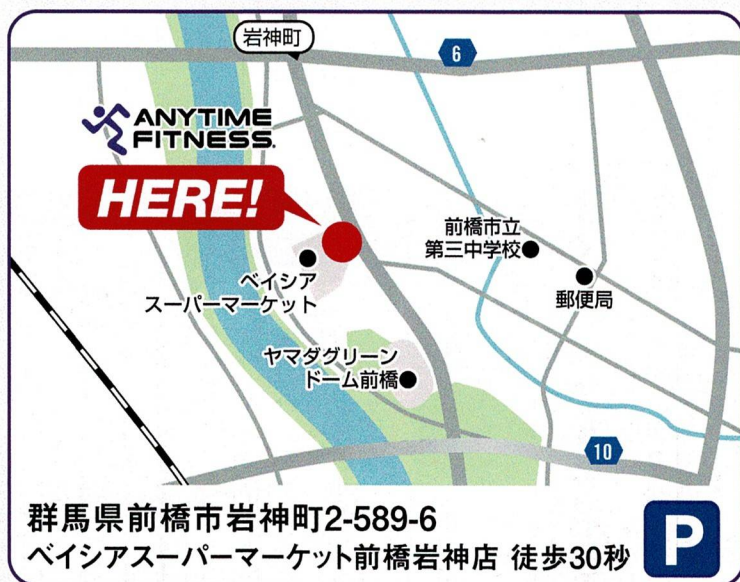 岩神町
6
ANYTIME
FITNESS.
HERE!
前橋市立
第三中学校
郵便局
ベイシア
スーパーマーケット
ヤマダグリーン
ドーム前橋
10
群馬県前橋市岩神町2-589-6
ベイシアスーパーマーケット前橋岩神店 徒歩30秒
P